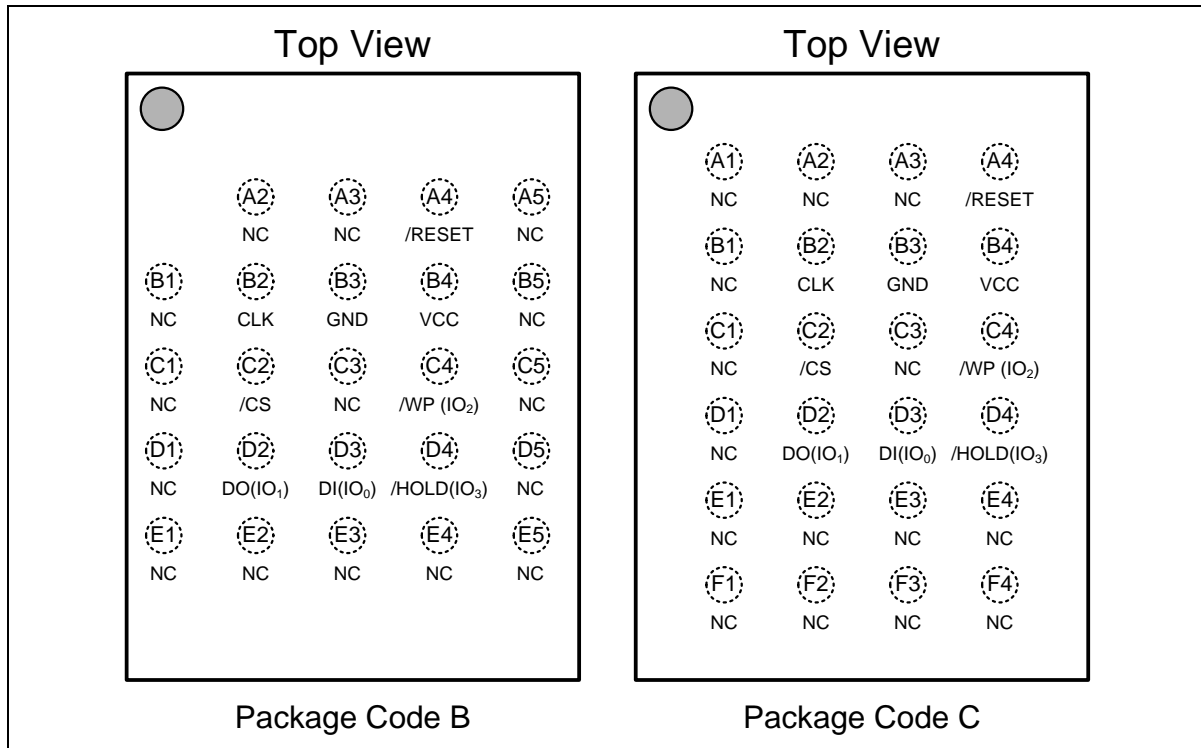 Top View
A2 A3 A4 A5
NC NC /RESET NC
B1 B2 B3 B4 B5
NC CLK GND VCC NC
C1 C2 C3 C4 C5
NC /CS NC /WP (IO₂) NC
D1 D2 D3 D4 D5
NC DO(IO₁) DI(IO₀) /HOLD(IO₃) NC
E1 E2 E3 E4 E5
NC NC NC NC NC
Package Code B
Top View
A1 A2 A3 A4
NC NC NC /RESET
B1 B2 B3 B4
NC CLK GND VCC
C1 C2 C3 C4
NC /CS NC /WP (IO₂)
D1 D2 D3 D4
NC DO(IO₁) DI(IO₀) /HOLD(IO₃)
E1 E2 E3 E4
NC NC NC NC
F1 F2 F3 F4
NC NC NC NC
Package Code C